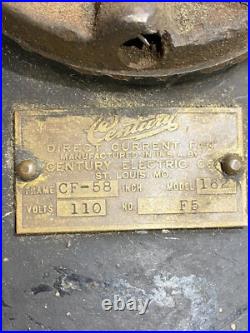 Century
DIRECT CURRENT FAN
MANUFACTURED IN U.S.A. BY
CENTURY ELECTRIC CO
ST. LOUIS MO.
FRAME CF-58 INCH MODEL 162
VOLTS 110 NO F5